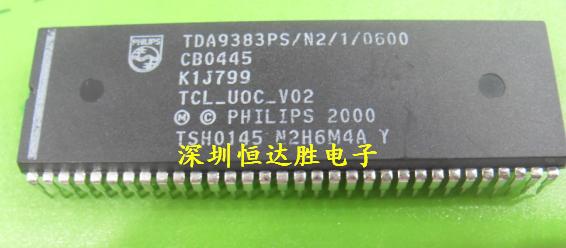 PHILIPS
TDA9383PS/N2/1/0600
CB0445
K1J799
TCL_UOC_V02
Ⓜ © PHILIPS 2000
TSH0145 N2H6M4A Y
深圳恒达胜电子